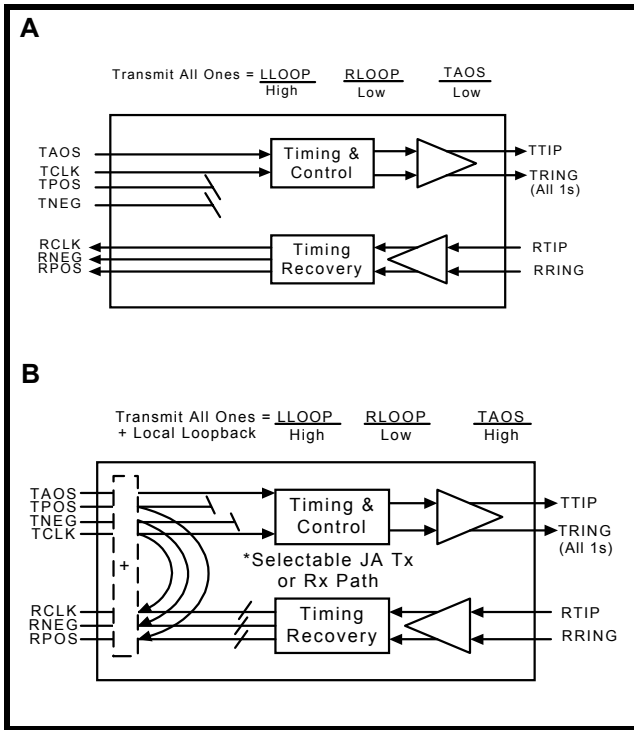 A
Transmit All Ones = LLOOP RLOOP TAOS
High Low Low
TAOS
TCLK
TPOS
TNEG
Timing &
Control
TTIP
TRING
(All 1s)
RCLK
RNEG
RPOS
Timing
Recovery
RTIP
RRING
B
Transmit All Ones = LLOOP RLOOP TAOS
+ Local Loopback High Low High
TAOS
TPOS
TNEG
TCLK
Timing &
Control
TTIP
TRING
(All 1s)
+
*Selectable JA Tx
or Rx Path
RCLK
RNEG
RPOS
Timing
Recovery
RTIP
RRING